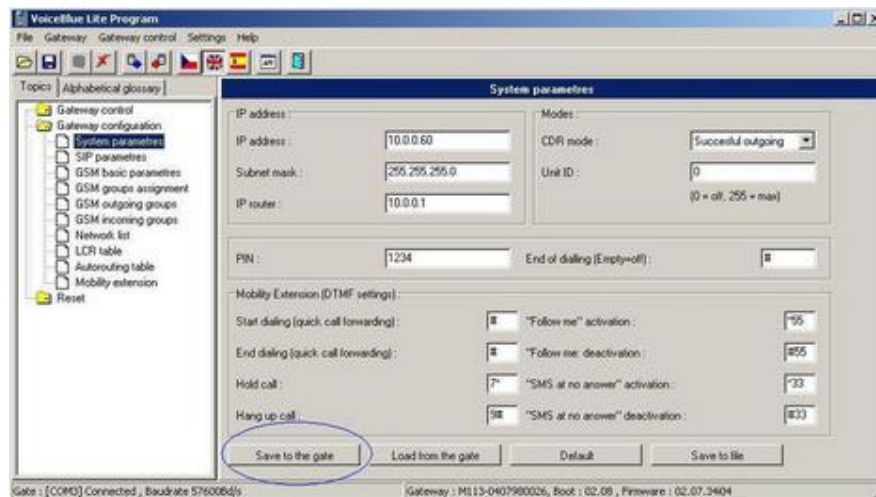 VoiceBlue Lite Program
File Gateway Gateway control Settings Help
Topics Alphabetical glossary
System parametres
Gateway control
Gateway configuration
System parametres
SIP parametres
GSM basic parametres
GSM groups assignment
GSM outgoing groups
GSM incoming groups
Network list
LCR table
Autorouting table
Mobility extension
Reset
IP address :
IP address : 10.0.0.60
Subnet mask : 255.255.255.0
IP router : 10.0.0.1
Modes :
CDR mode : Succesful outgoing
Unit ID : 0
(0 = off, 255 = max)
PIN : 1234 End of dialling (Empty=off) : #
Mobility Extension (DTMF settings) :
Start dialing (quick call forwarding) : # "Follow me" activation : *55
End dialing (quick call forwarding) : # "Follow me: deactivation : #55
Hold call : 7* "SMS at no answer" activation : *33
Hang up call : 9# "SMS at no answer" deactivation : #33
Save to the gate Load from the gate Default Save to file
Gate : [COM3] Connected , Baudrate 57600Bd/s Gateway : M113-0407980026, Boot : 02.08 , Firmware : 02.07.3404